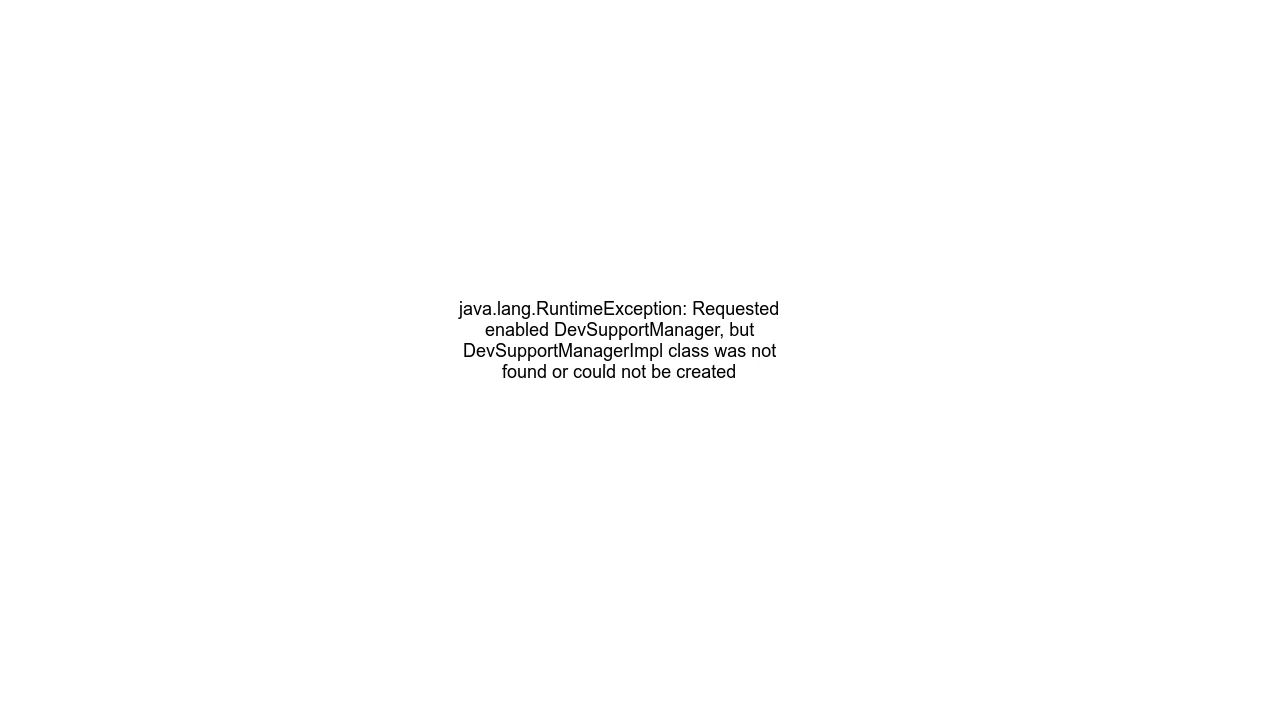 java.lang.RuntimeException: Requested
enabled DevSupportManager, but
DevSupportManagerImpl class was not
found or could not be created